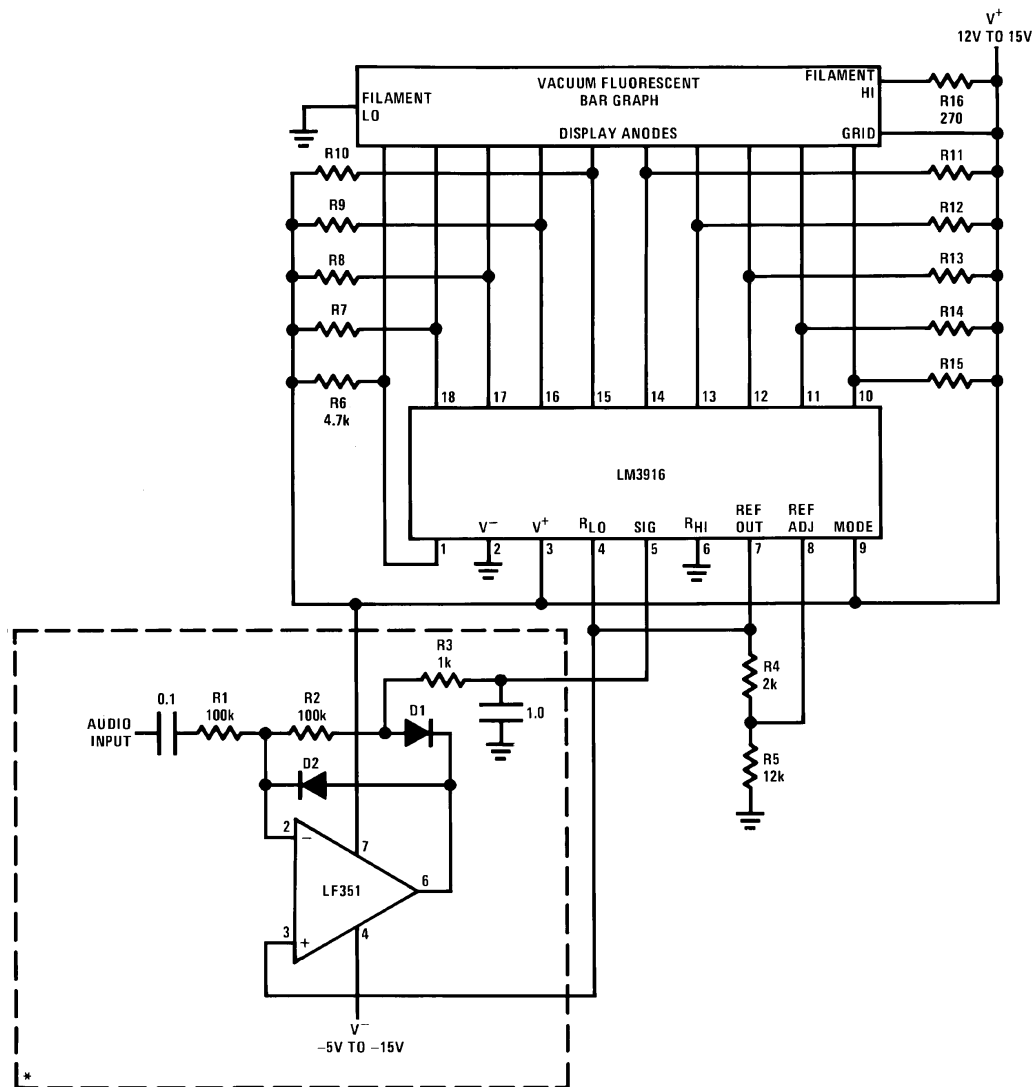 V+
12V TO 15V
VACUUM FLUORESCENT
BAR GRAPH
FILAMENT
HI
FILAMENT
LO
DISPLAY ANODES
GRID
R16
270
R10
R11
R9
R12
R8
R13
R7
R14
R6
4.7k
R15
18 17 16 15 14 13 12 11 10
LM3916
V− V+ RLO SIG RHI REF OUT REF ADJ MODE
1 2 3 4 5 6 7 8 9
R3
1k
R4
2k
0.1
R1
100k
R2
100k
D1
1.0
AUDIO
INPUT
D2
R5
12k
2
−
7
LF351
6
3
+
4
V−
−5V TO −15V
*